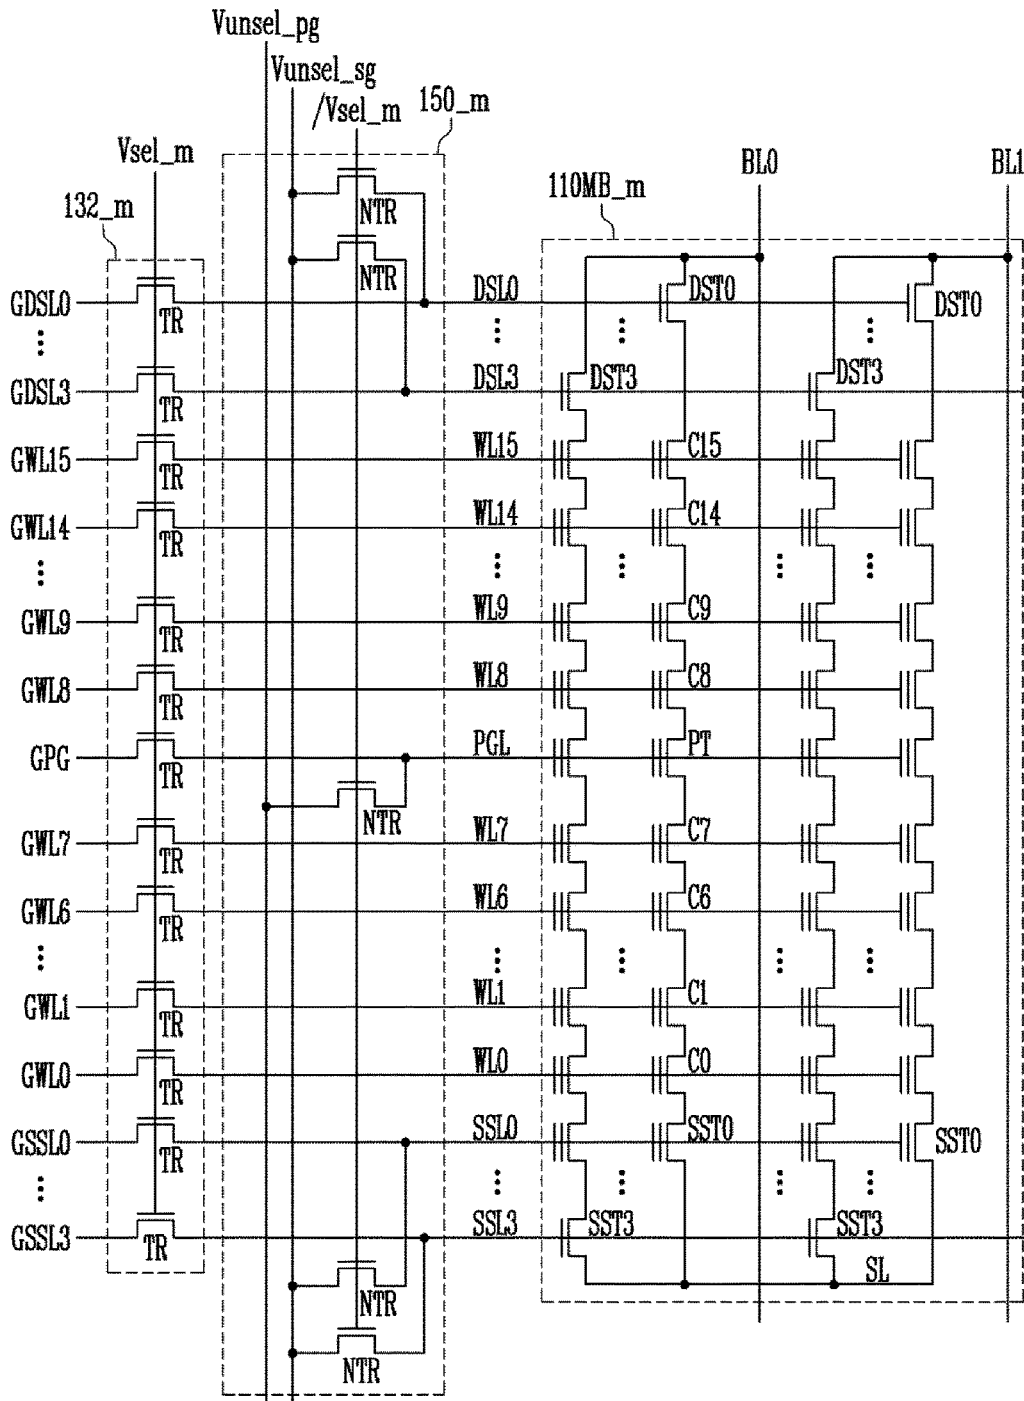 Vunsel_pg
Vunsel_sg
/Vsel_m
150_m
Vsel_m
BL0
BL1
132_m
110MB_m
NTR
NTR
GDSL0
TR
DSL0
DST0
DST0
GDSL3
TR
DSL3
DST3
DST3
GWL15
TR
WL15
C15
GWL14
TR
WL14
C14
GWL9
TR
WL9
C9
GWL8
TR
WL8
C8
GPG
TR
PGL
PT
NTR
GWL7
TR
WL7
C7
GWL6
TR
WL6
C6
GWL1
TR
WL1
C1
GWL0
TR
WL0
C0
GSSL0
TR
SSL0
SST0
SST0
GSSL3
TR
SSL3
SST3
SST3
SL
NTR
NTR